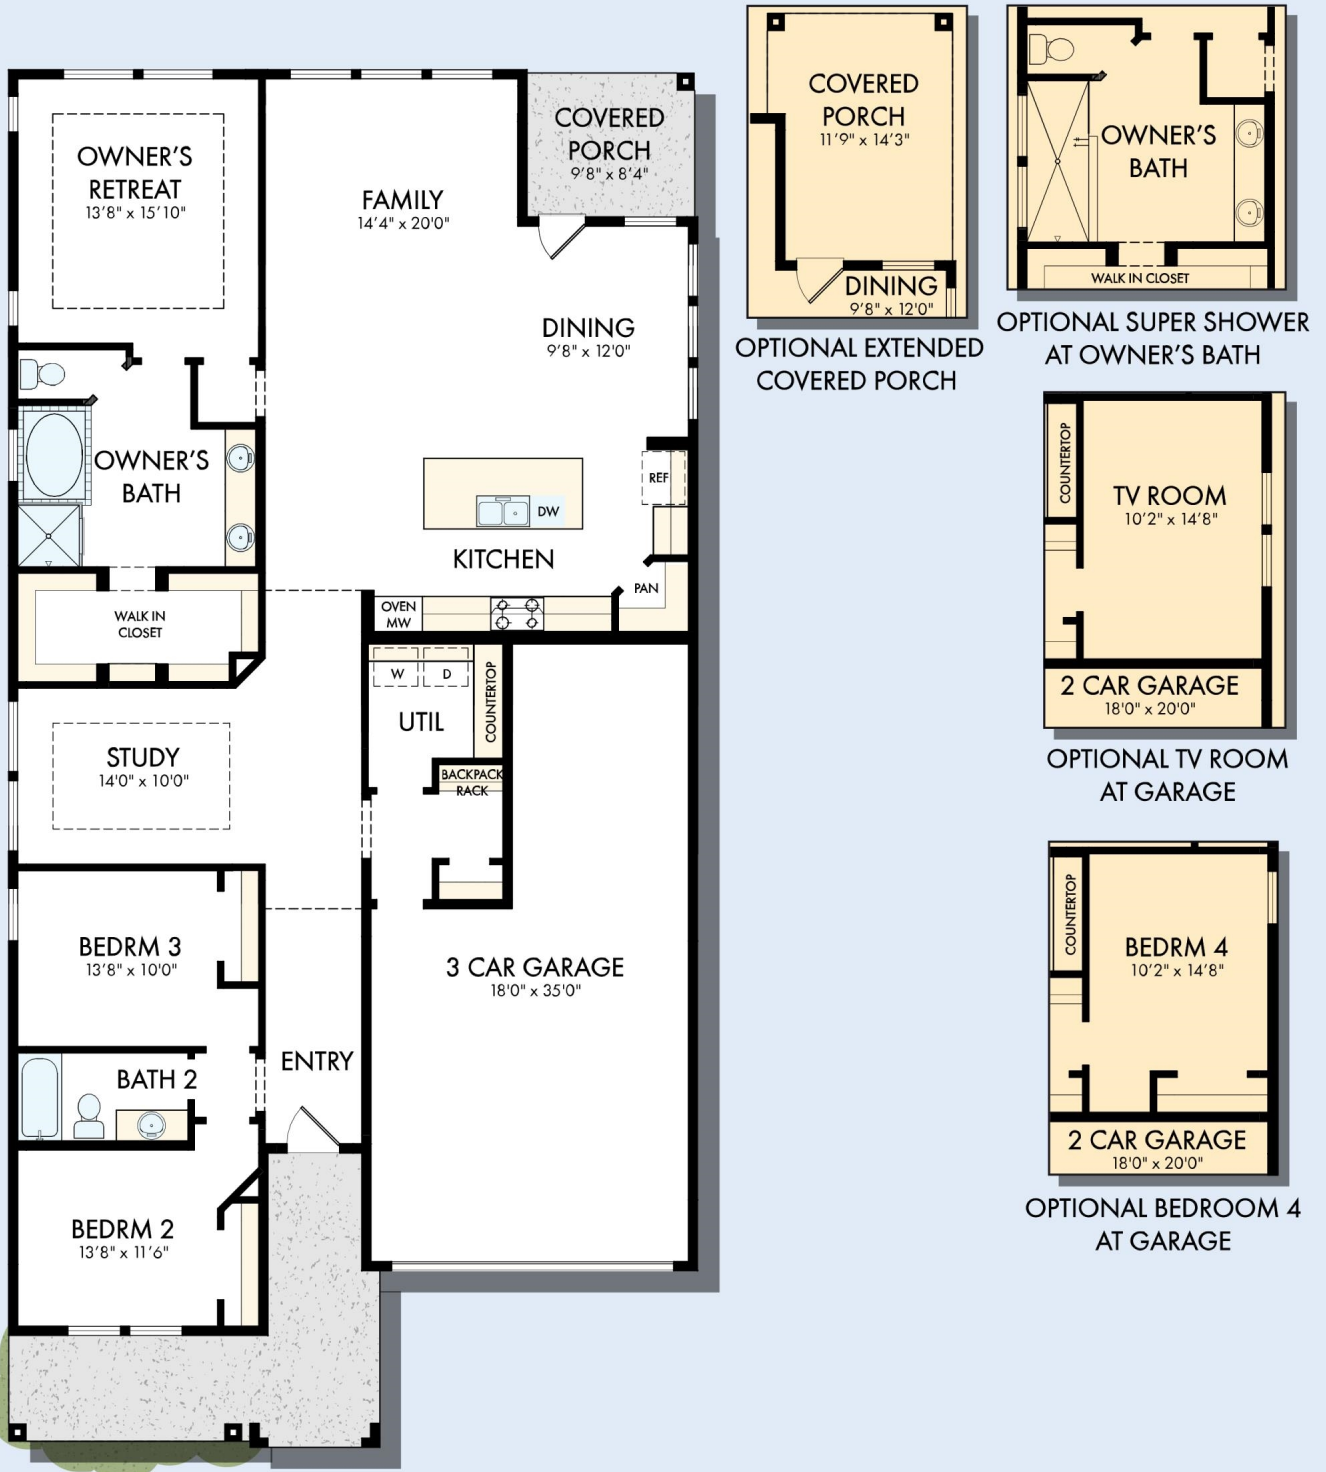 OWNER'S
RETREAT
13'8" x 15'10"
FAMILY
14'4" x 20'0"
COVERED
PORCH
9'8" x 8'4"
DINING
9'8" x 12'0"
OWNER'S
BATH
REF
DW
KITCHEN
PAN
OVEN
MW
WALK IN
CLOSET
W
D
COUNTERTOP
UTIL
STUDY
14'0" x 10'0"
BACKPACK
RACK
BEDRM 3
13'8" x 10'0"
3 CAR GARAGE
18'0" x 35'0"
ENTRY
BATH 2
BEDRM 2
13'8" x 11'6"
COVERED
PORCH
11'9" x 14'3"
DINING
9'8" x 12'0"
OPTIONAL EXTENDED
COVERED PORCH
OWNER'S
BATH
WALK IN CLOSET
OPTIONAL SUPER SHOWER
AT OWNER'S BATH
COUNTERTOP
TV ROOM
10'2" x 14'8"
2 CAR GARAGE
18'0" x 20'0"
OPTIONAL TV ROOM
AT GARAGE
COUNTERTOP
BEDRM 4
10'2" x 14'8"
2 CAR GARAGE
18'0" x 20'0"
OPTIONAL BEDROOM 4
AT GARAGE